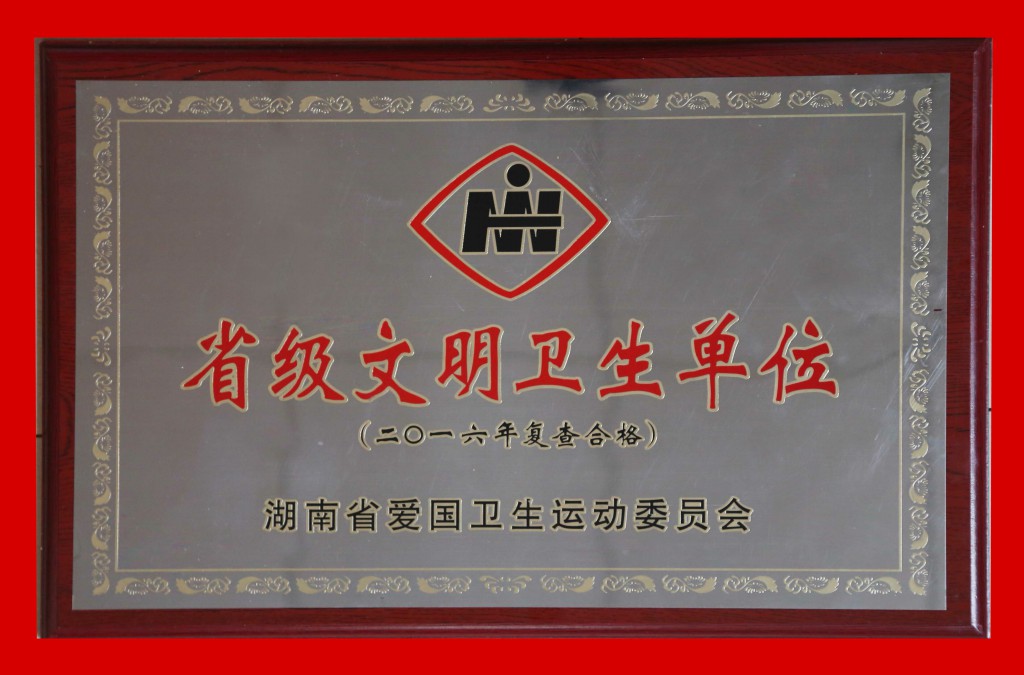 省级文明卫生单位
（二〇一六年复查合格）
湖南省爱国卫生运动委员会